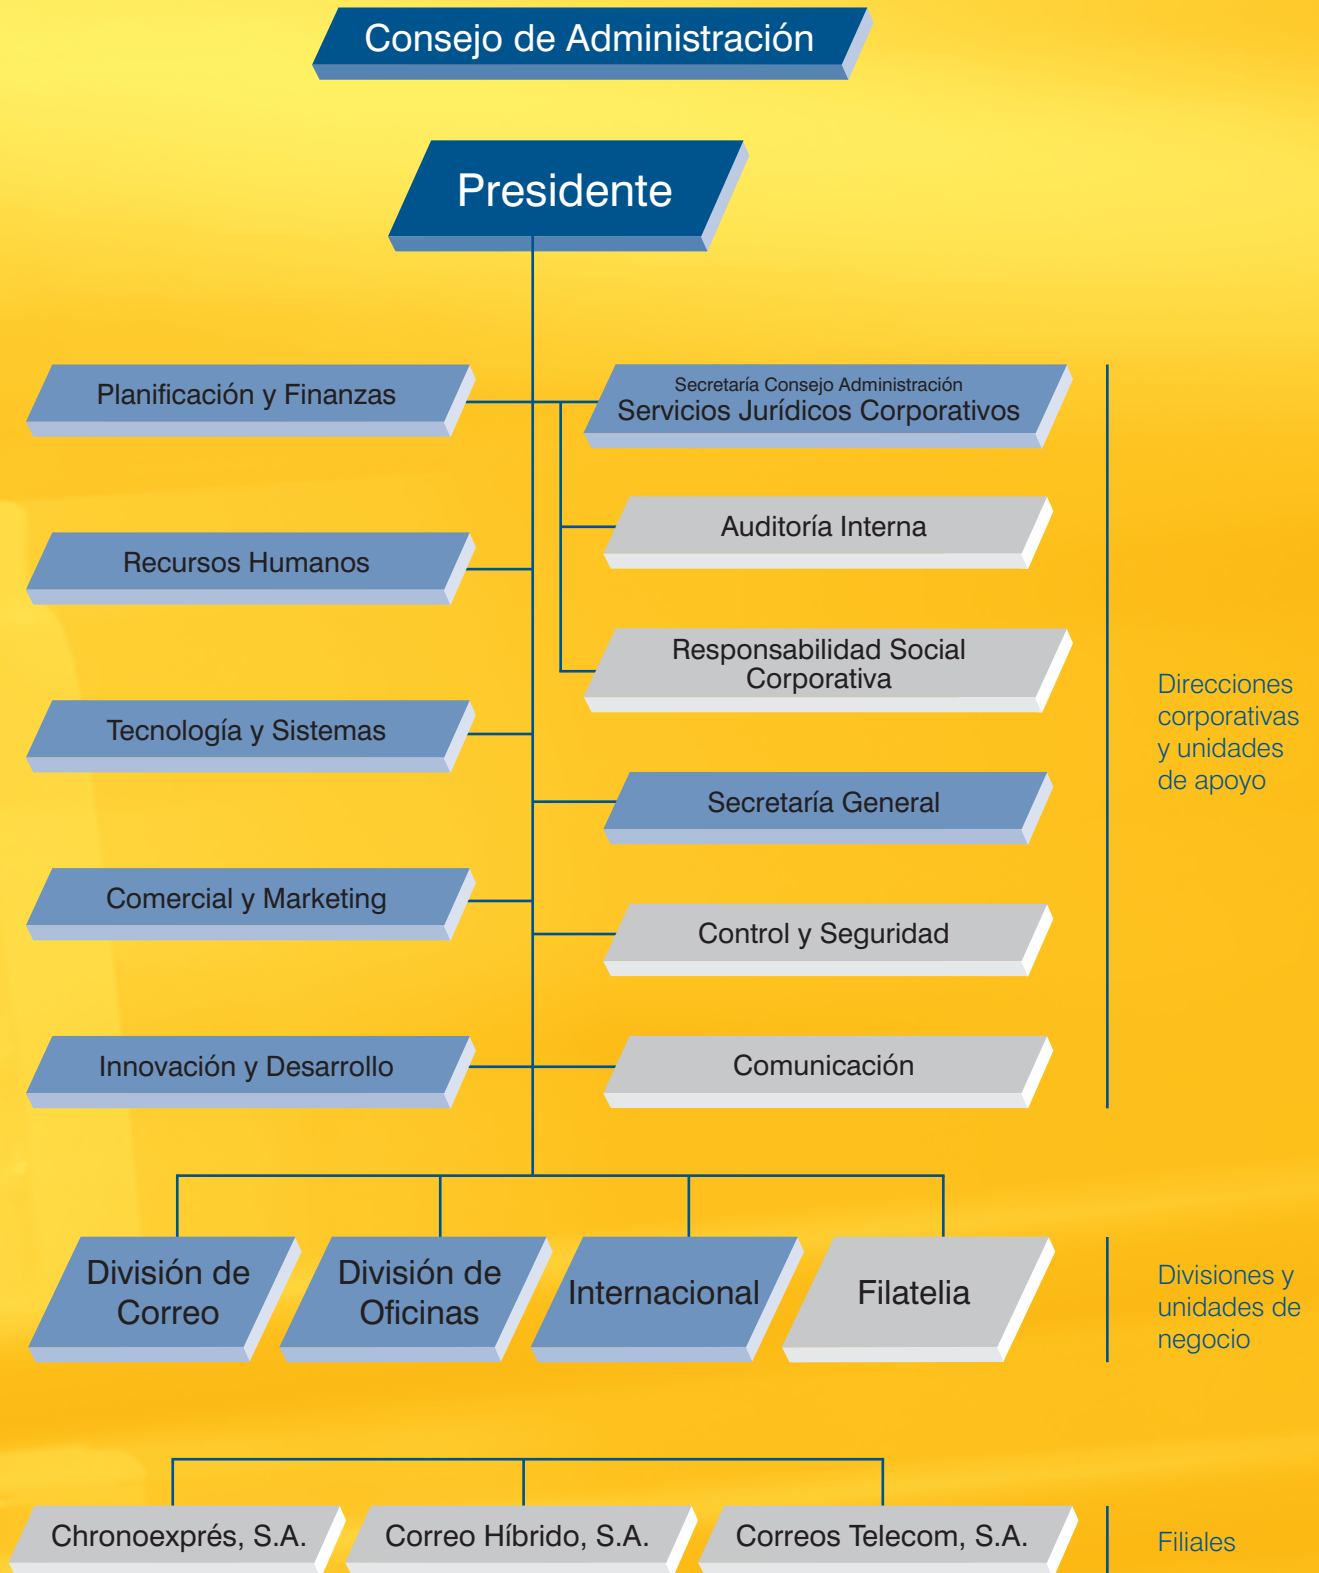 Consejo de Administración
Presidente
Planificación y Finanzas
Secretaría Consejo Administración
Servicios Jurídicos Corporativos
Auditoría Interna
Recursos Humanos
Responsabilidad Social
Corporativa
Direcciones
corporativas
y unidades
de apoyo
Tecnología y Sistemas
Secretaría General
Comercial y Marketing
Control y Seguridad
Innovación y Desarrollo
Comunicación
División de
Correo
División de
Oficinas
Internacional
Filatelia
Divisiones y
unidades de
negocio
Chronoexprés, S.A.
Correo Híbrido, S.A.
Correos Telecom, S.A.
Filiales